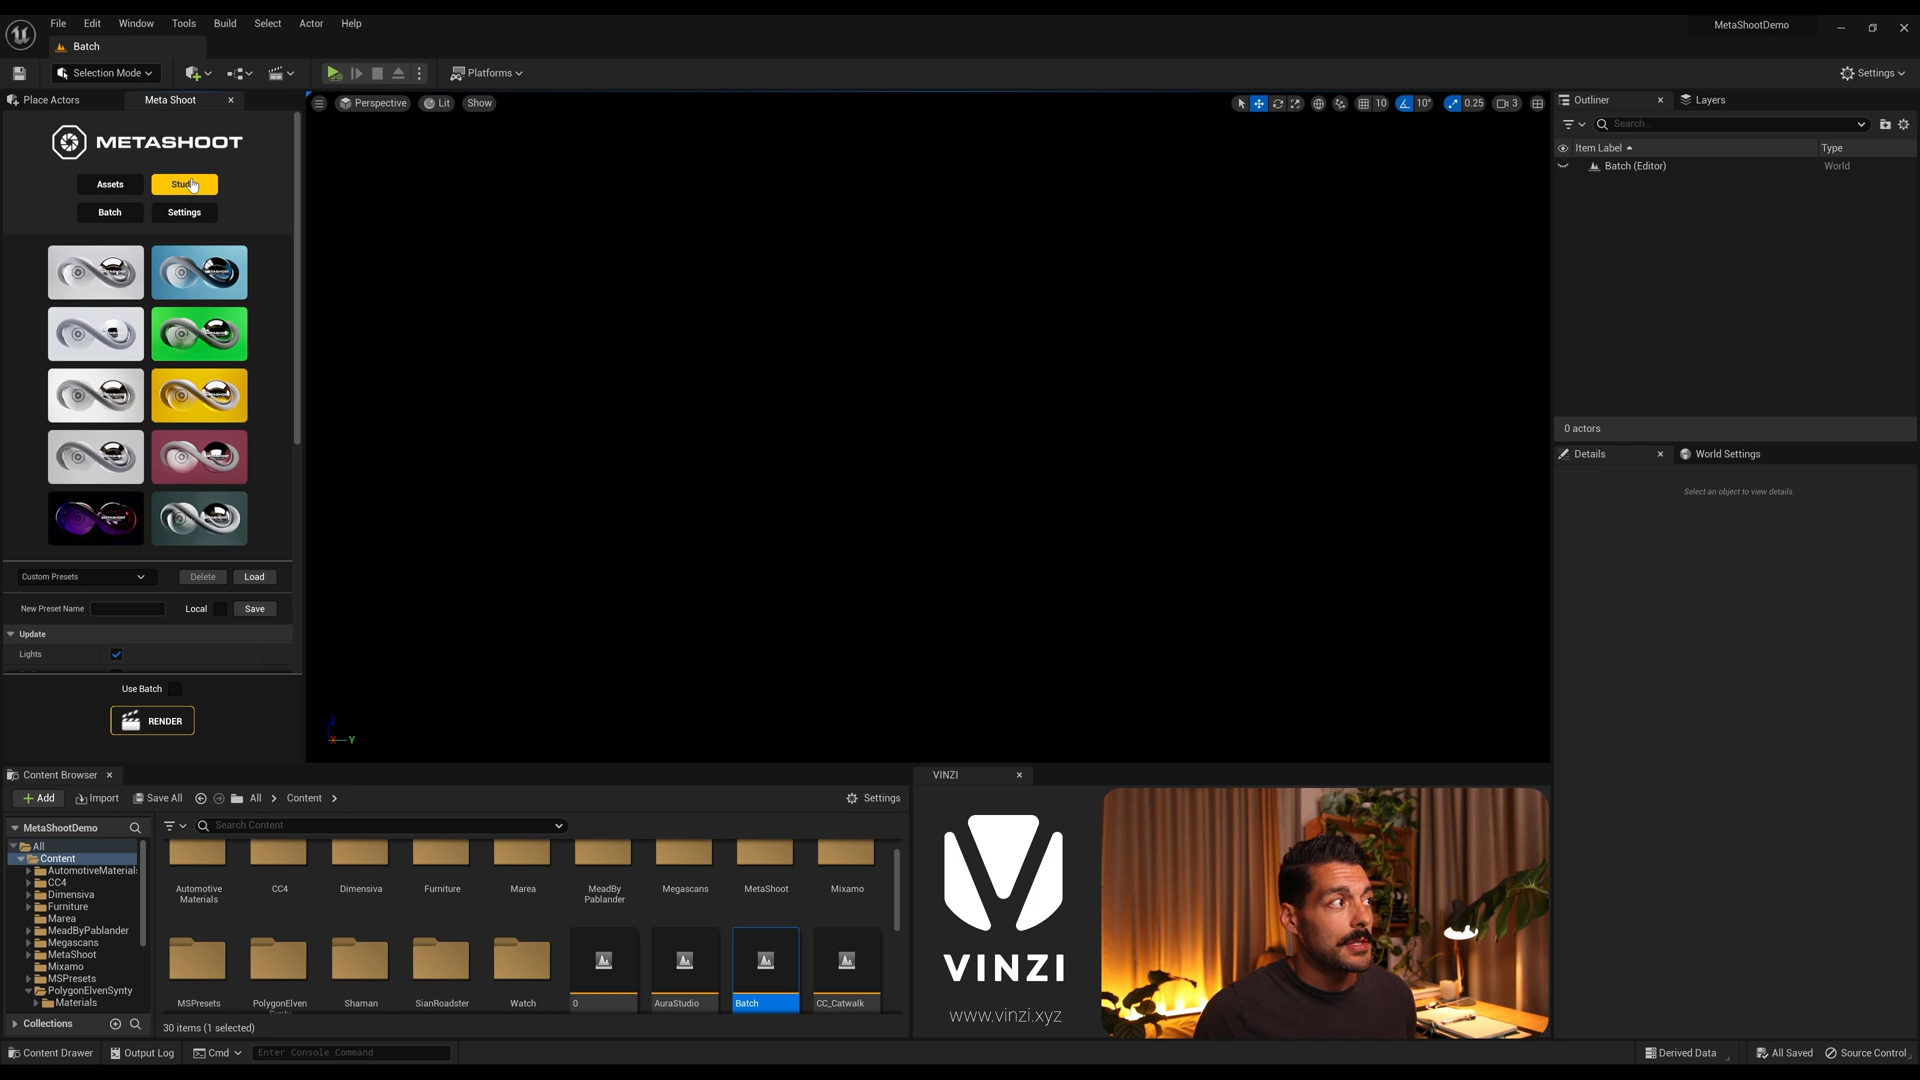 File Edit Window Tools Build Select Actor Help
MetaShootDemo
Batch
Selection Mode
Platforms
Settings
Place Actors
Meta Shoot
Perspective
Lit
Show
10
10°
0.25
3
Outliner
Layers
Search...
Item Label
Type
Batch (Editor)
World
METASHOOT
Assets
Batch
Settings
0 actors
Details
World Settings
Select an object to view details.
Custom Presets
Delete
Load
New Preset Name
Local
Save
Update
Lights
Use Batch
RENDER
Z
X
Y
Content Browser
Add
Import
Save All
All
Content
Settings
MetaShootDemo
Search Content
All
Content
AutomotiveMaterial
CC4
Dimensiva
Furniture
Marea
MeadByPablander
Megascans
MetaShoot
Mixamo
MSPresets
PolygonElvenSynty
Materials
Collections
Automotive
Materials
CC4
Dimensiva
Furniture
Marea
MeadBy
Pablander
Megascans
MetaShoot
Mixamo
MSPresets
PolygonElven
Shaman
SianRoadster
Watch
0
AuraStudio
Batch
CC_Catwalk
30 items (1 selected)
VINZI
VINZI
www.vinzi.xyz
Content Drawer
Output Log
Cmd
Enter Console Command
Derived Data
All Saved
Source Control